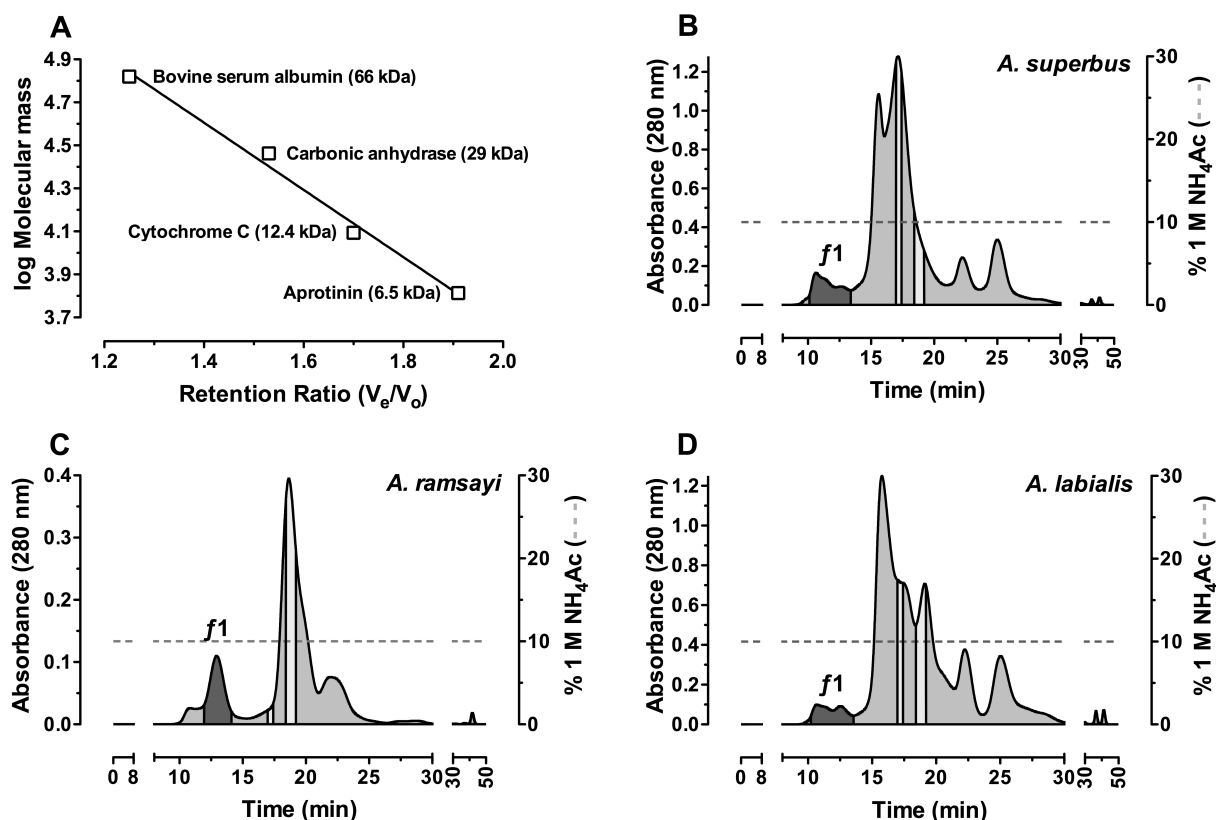 A
log Molecular mass
4.9
4.7
4.5
4.3
4.1
3.9
3.7
Bovine serum albumin (66 kDa)
Carbonic anhydrase (29 kDa)
Cytochrome C (12.4 kDa)
Aprotinin (6.5 kDa)
1.2 1.4 1.6 1.8 2.0
Retention Ratio (Ve/Vo)
B
A. superbus
Absorbance (280 nm)
1.2
1.0
0.8
0.6
0.4
0.2
0.0
ƒ1
30
20
10
0
% 1 M NH4Ac (---)
0 8 10 15 20 25 30 30 50
Time (min)
C
A. ramsayi
Absorbance (280 nm)
0.4
0.3
0.2
0.1
0.0
ƒ1
30
20
10
0
% 1 M NH4Ac (---)
0 8 10 15 20 25 30 30 50
Time (min)
D
A. labialis
Absorbance (280 nm)
1.2
1.0
0.8
0.6
0.4
0.2
0.0
ƒ1
30
20
10
0
% 1 M NH4Ac (---)
0 8 10 15 20 25 30 30 50
Time (min)